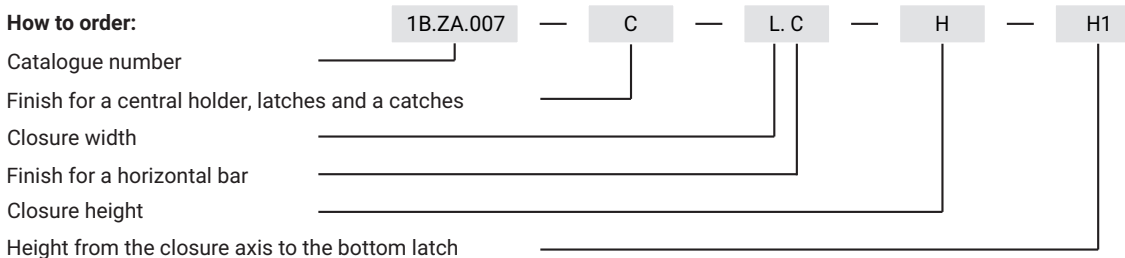 How to order: 1B.ZA.007 — C — L. C — H — H1
Catalogue number
Finish for a central holder, latches and a catches
Closure width
Finish for a horizontal bar
Closure height
Height from the closure axis to the bottom latch